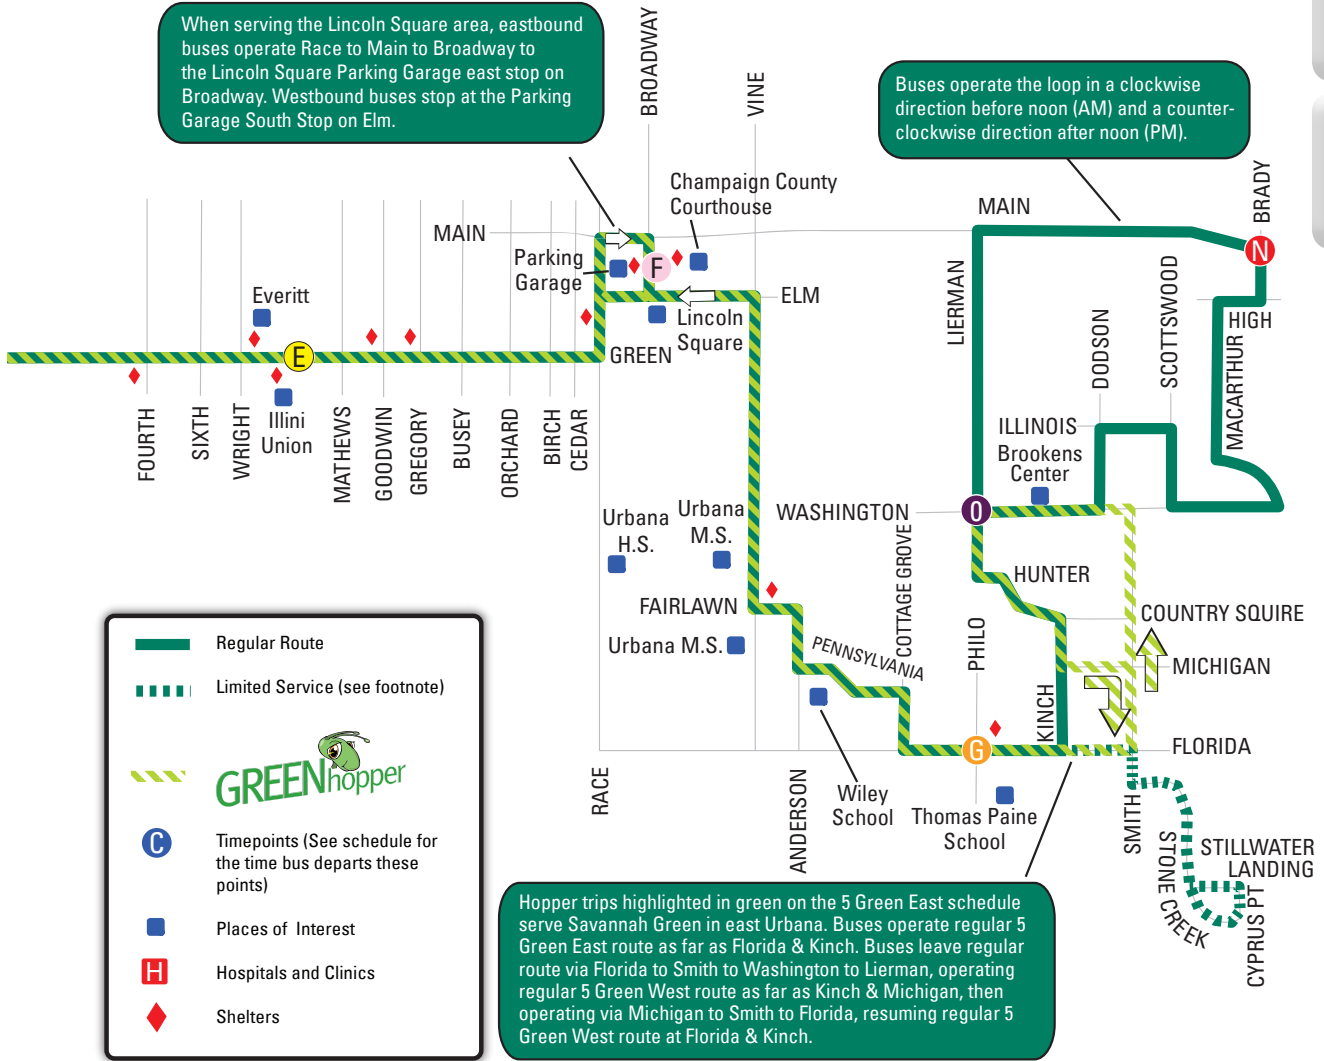 When serving the Lincoln Square area, eastbound
buses operate Race to Main to Broadway to
the Lincoln Square Parking Garage east stop on
Broadway. Westbound buses stop at the Parking
Garage South Stop on Elm.
BROADWAY
VINE
Buses operate the loop in a clockwise
direction before noon (AM) and a counter-
clockwise direction after noon (PM).
BRADY
Champaign County
Courthouse
MAIN
MAIN
N
Parking
Garage
F
LIERMAN
SCOTTSWOOD
Everitt
ELM
HIGH
Lincoln
Square
DODSON
MACARTHUR
E
GREEN
Illini
Union
FOURTH
SIXTH
WRIGHT
MATHEWS
GOODWIN
GREGORY
BUSEY
ORCHARD
BIRCH
CEDAR
ILLINOIS
Brookens
Center
Urbana
H.S.
Urbana
M.S.
WASHINGTON
O
COTTAGE GROVE
HUNTER
FAIRLAWN
COUNTRY SQUIRE
Urbana M.S.
PENNSYLVANIA
PHILO
MICHIGAN
KINCH
G
FLORIDA
RACE
ANDERSON
Wiley
School
Thomas Paine
School
SMITH
STONE CREEK
STILLWATER
LANDING
CYPRUS PT
Regular Route
Limited Service (see footnote)
GREENhopper
C
Timepoints (See schedule for
the time bus departs these
points)
Places of Interest
H
Hospitals and Clinics
Shelters
Hopper trips highlighted in green on the 5 Green East schedule
serve Savannah Green in east Urbana. Buses operate regular 5
Green East route as far as Florida & Kinch. Buses leave regular
route via Florida to Smith to Washington to Lierman, operating
regular 5 Green West route as far as Kinch & Michigan, then
operating via Michigan to Smith to Florida, resuming regular 5
Green West route at Florida & Kinch.